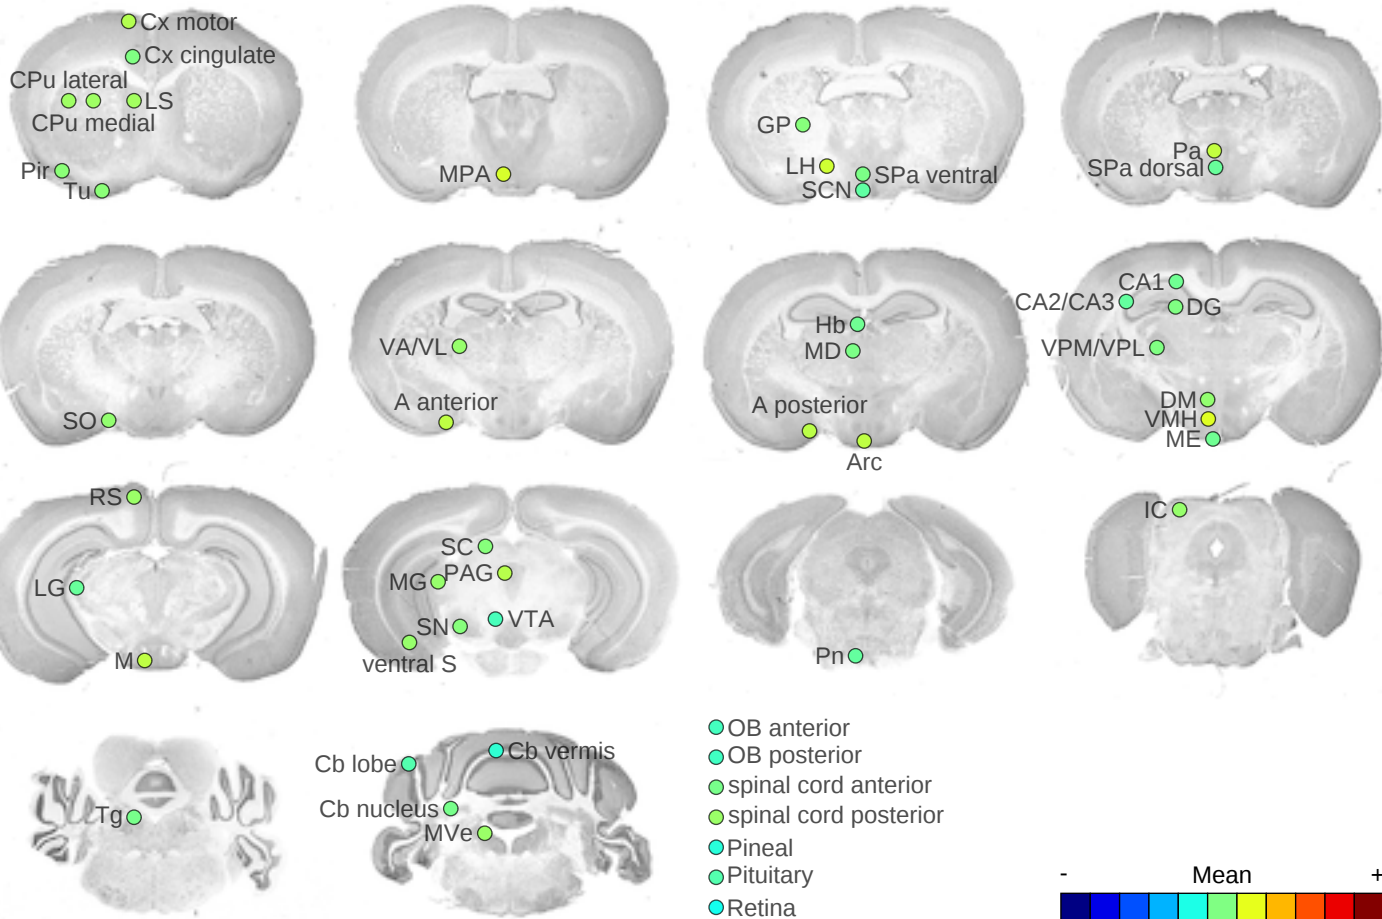 Cx motor
Cx cingulate
CPu lateral
LS
CPu medial
Pir
Tu
MPA
GP
LH
SPa ventral
SCN
Pa
SPa dorsal
SO
VA/VL
A anterior
Hb
MD
A posterior
Arc
CA1
CA2/CA3
DG
VPM/VPL
DM
VMH
ME
RS
LG
M
SC
MG
PAG
SN
VTA
ventral S
Pn
IC
Tg
Cb lobe
Cb vermis
Cb nucleus
MVe
OB anterior
OB posterior
spinal cord anterior
spinal cord posterior
Pineal
Pituitary
Retina
- Mean +